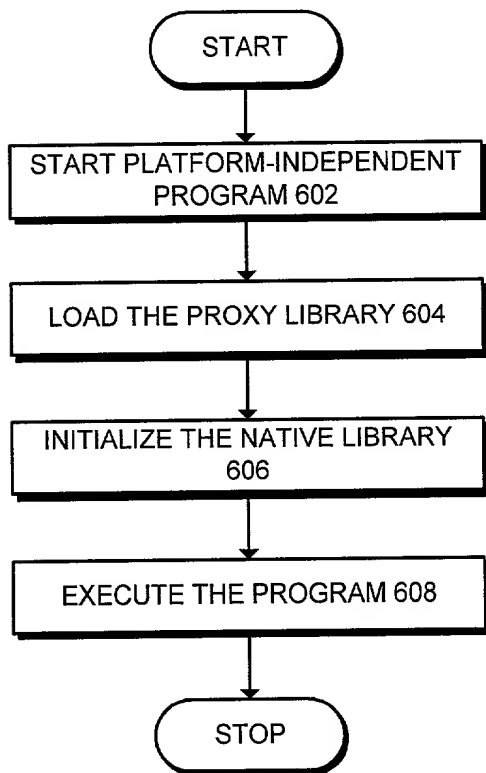 START
START PLATFORM-INDEPENDENT
PROGRAM 602
LOAD THE PROXY LIBRARY 604
INITIALIZE THE NATIVE LIBRARY
606
EXECUTE THE PROGRAM 608
STOP